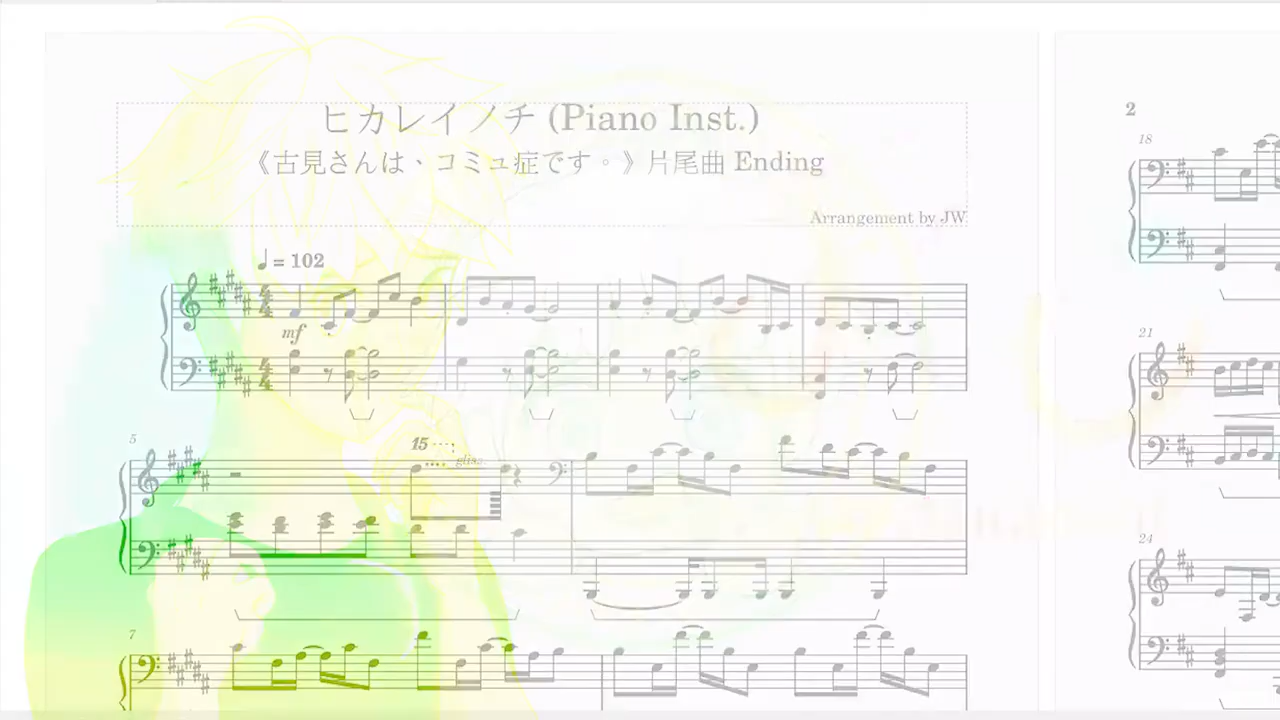 ヒカレイノチ (Piano Inst.)
《古見さんは、コミュ症です。》片尾曲 Ending
Arrangement by JW
♩ = 102
mf
5
15
gliss.
7
2
18
21
24